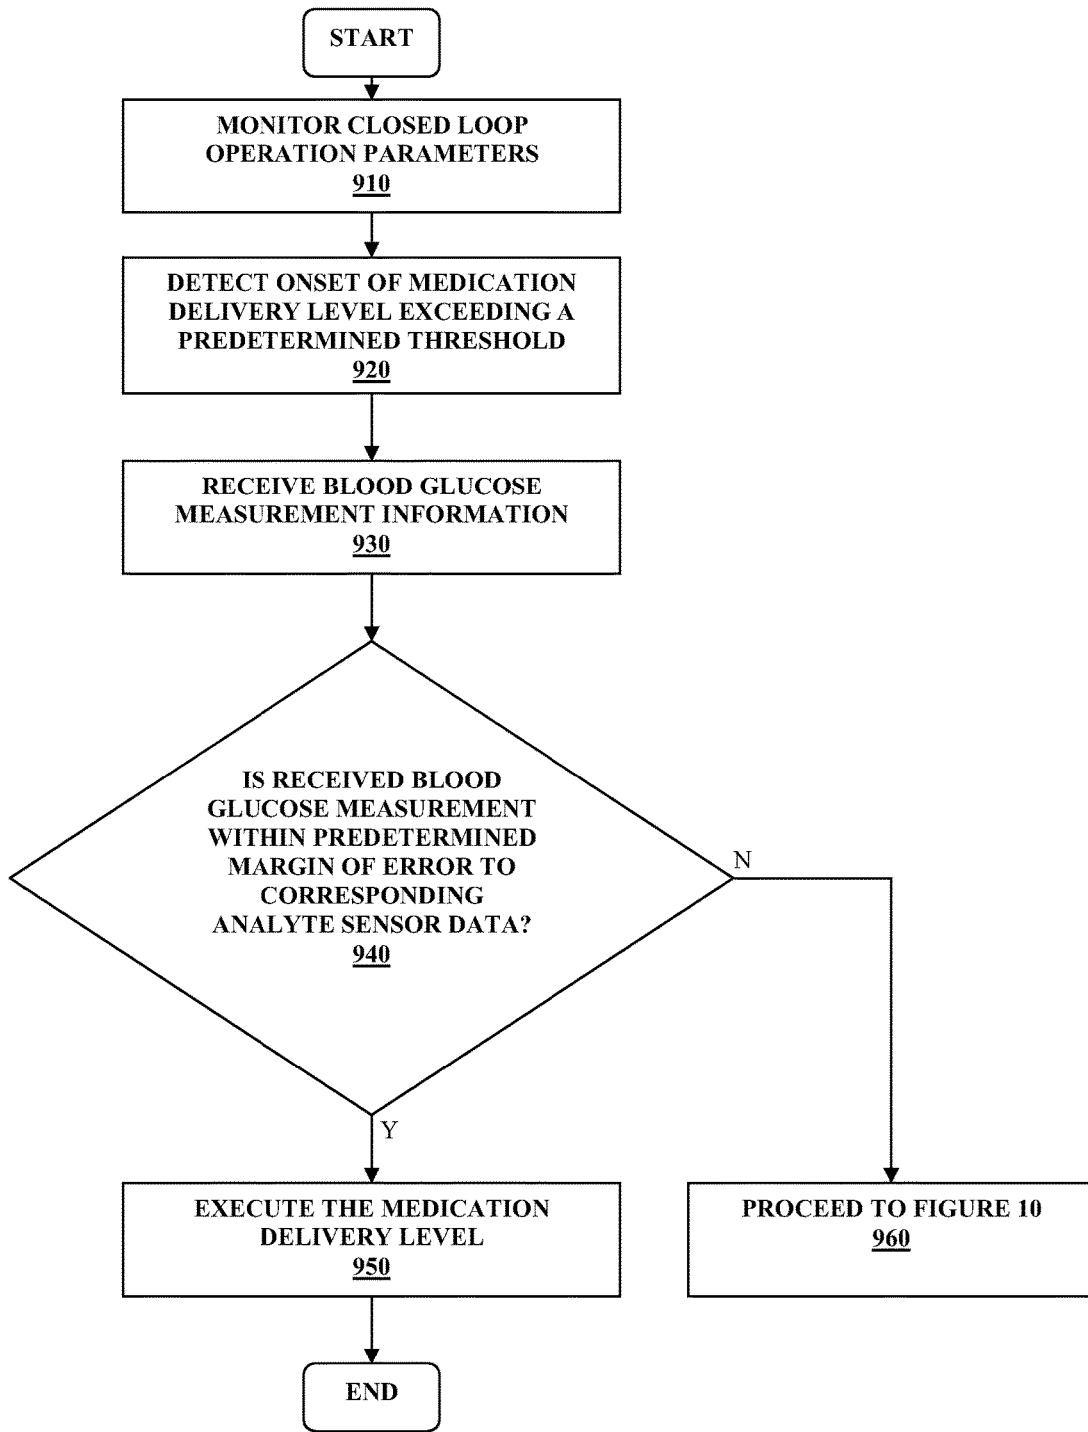 START
MONITOR CLOSED LOOP
OPERATION PARAMETERS
910
DETECT ONSET OF MEDICATION
DELIVERY LEVEL EXCEEDING A
PREDETERMINED THRESHOLD
920
RECEIVE BLOOD GLUCOSE
MEASUREMENT INFORMATION
930
IS RECEIVED BLOOD
GLUCOSE MEASUREMENT
WITHIN PREDETERMINED
MARGIN OF ERROR TO
CORRESPONDING
ANALYTE SENSOR DATA?
940
N
Y
EXECUTE THE MEDICATION
DELIVERY LEVEL
950
PROCEED TO FIGURE 10
960
END